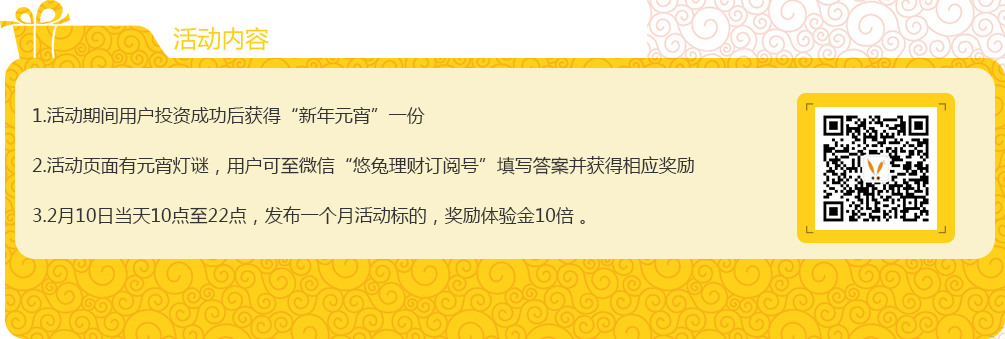 活动内容
1.活动期间用户投资成功后获得“新年元宵”一份
2.活动页面有元宵灯谜，用户可至微信“悠兔理财订阅号”填写答案并获得相应奖励
3.2月10日当天10点至22点，发布一个月活动标的，奖励体验金10倍 。